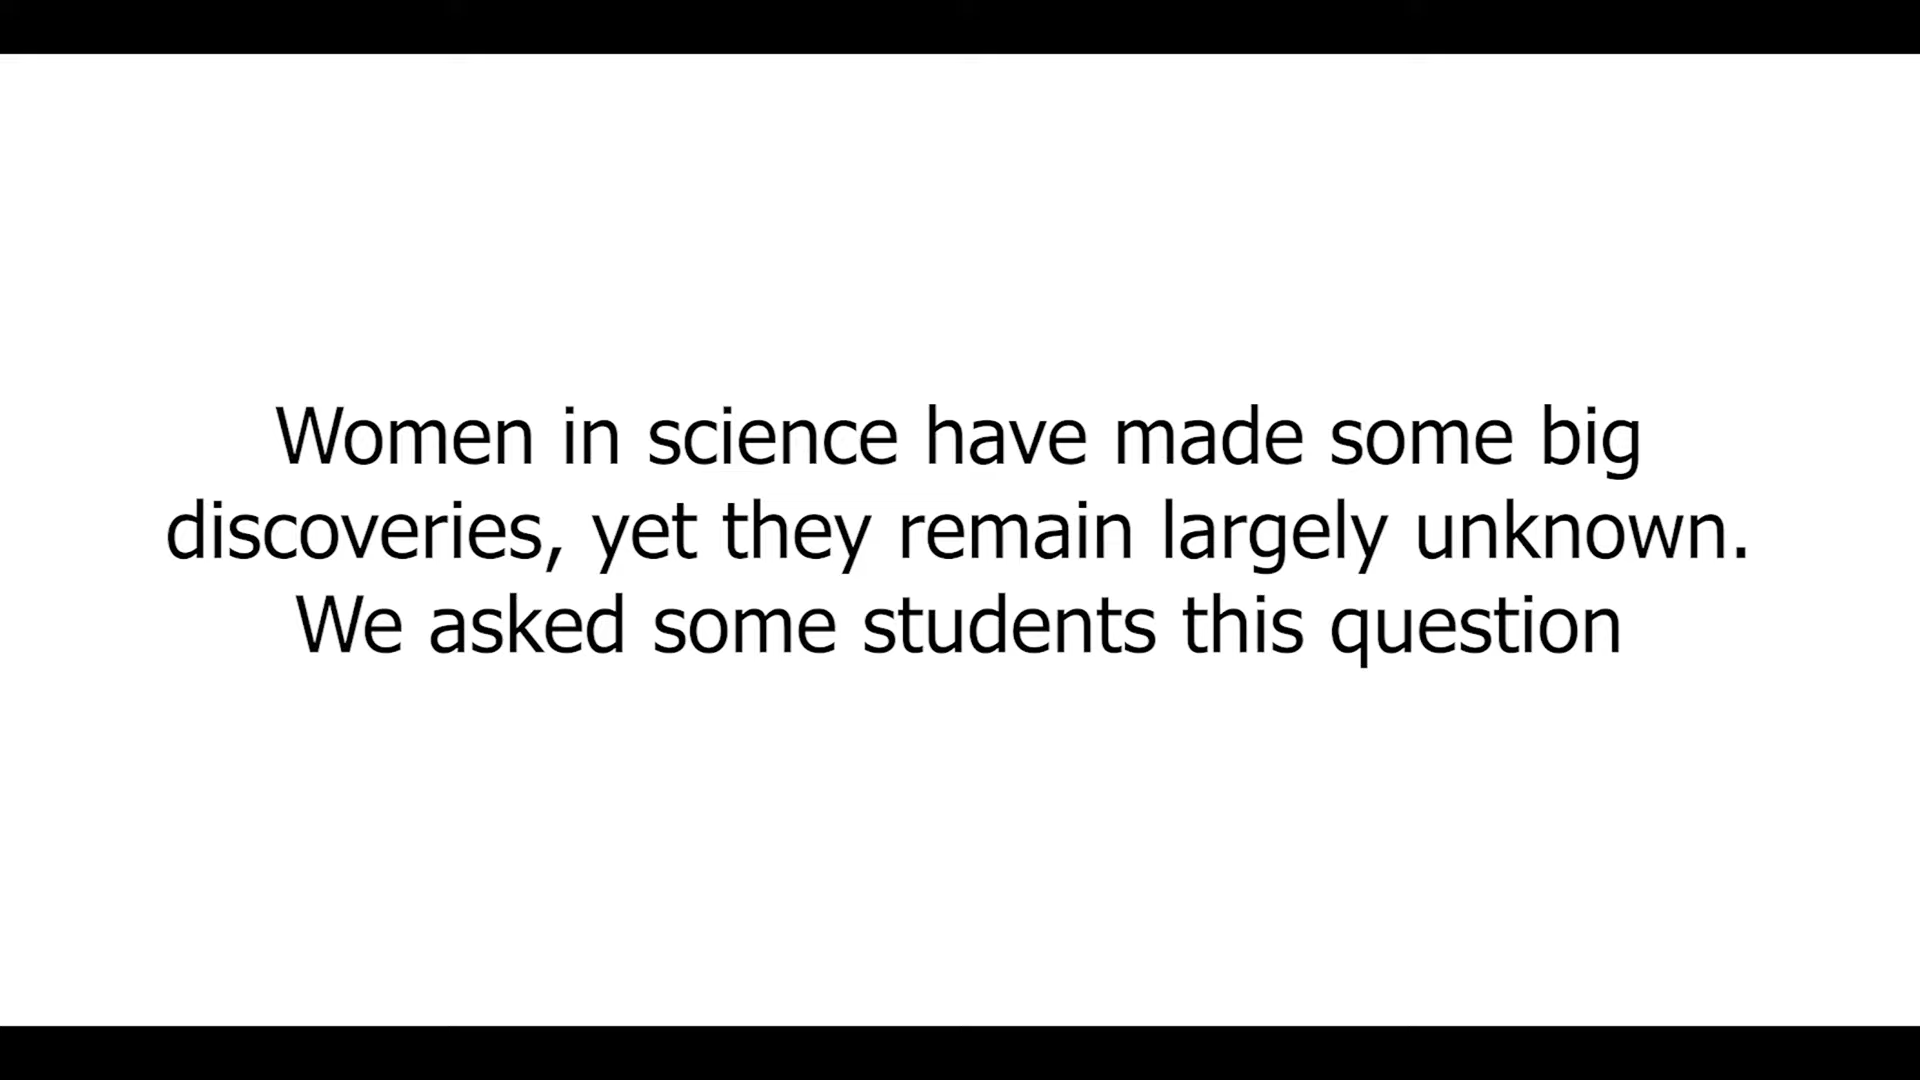 Women in science have made some big
discoveries, yet they remain largely unknown.
We asked some students this question